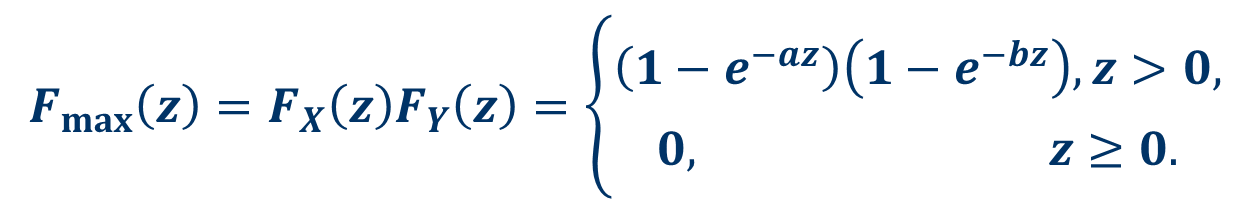 F_max(z) = F_X(z)F_Y(z) = { (1 − e^{−az})(1 − e^{−bz}), z > 0,
0, z ≥ 0.